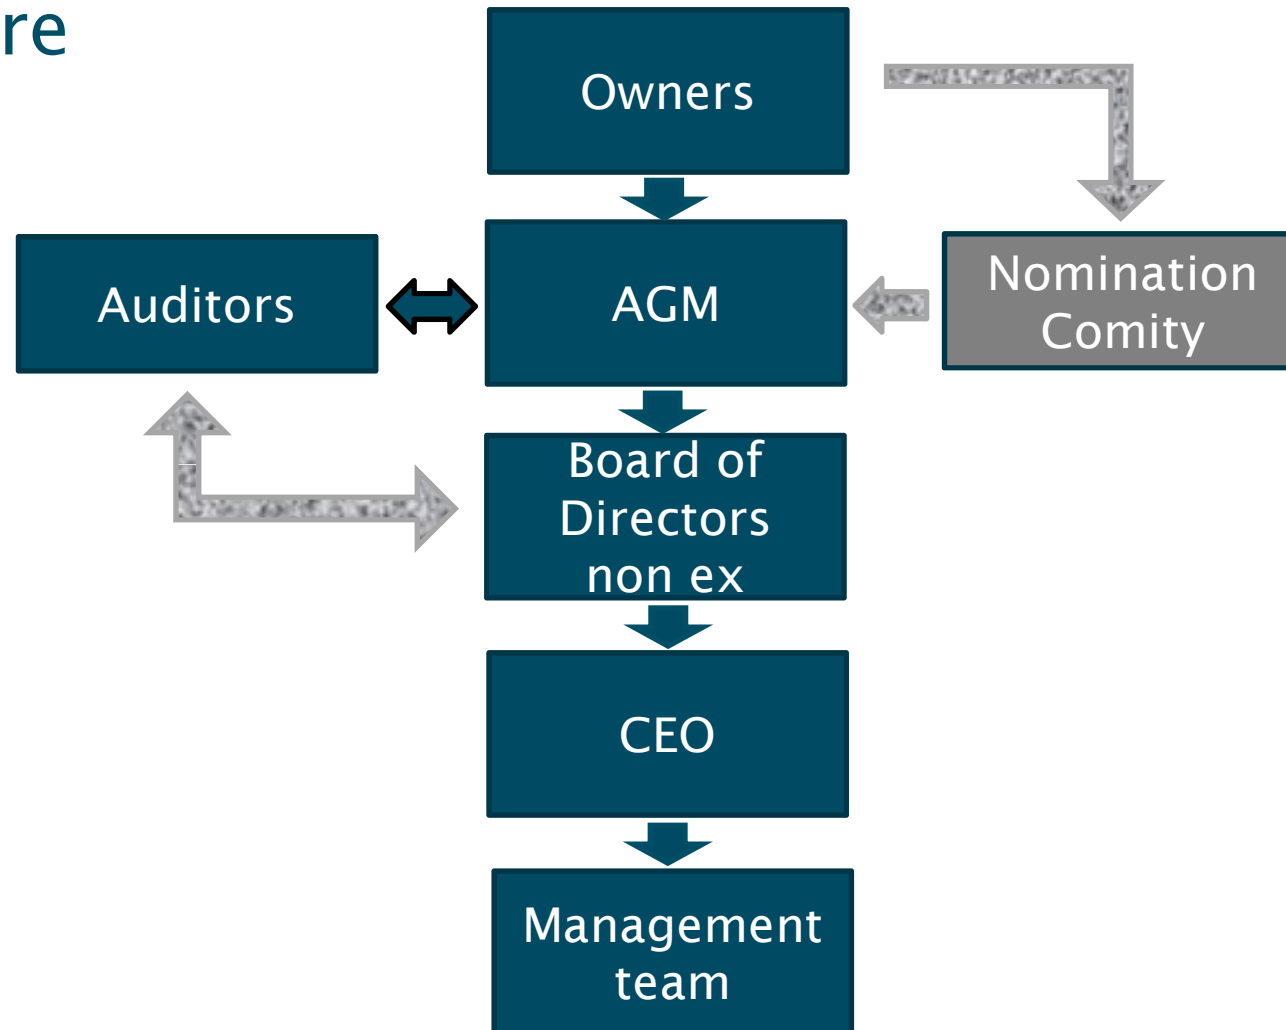 re
Owners
Auditors
AGM
Nomination
Comity
Board of
Directors
non ex
CEO
Management
team